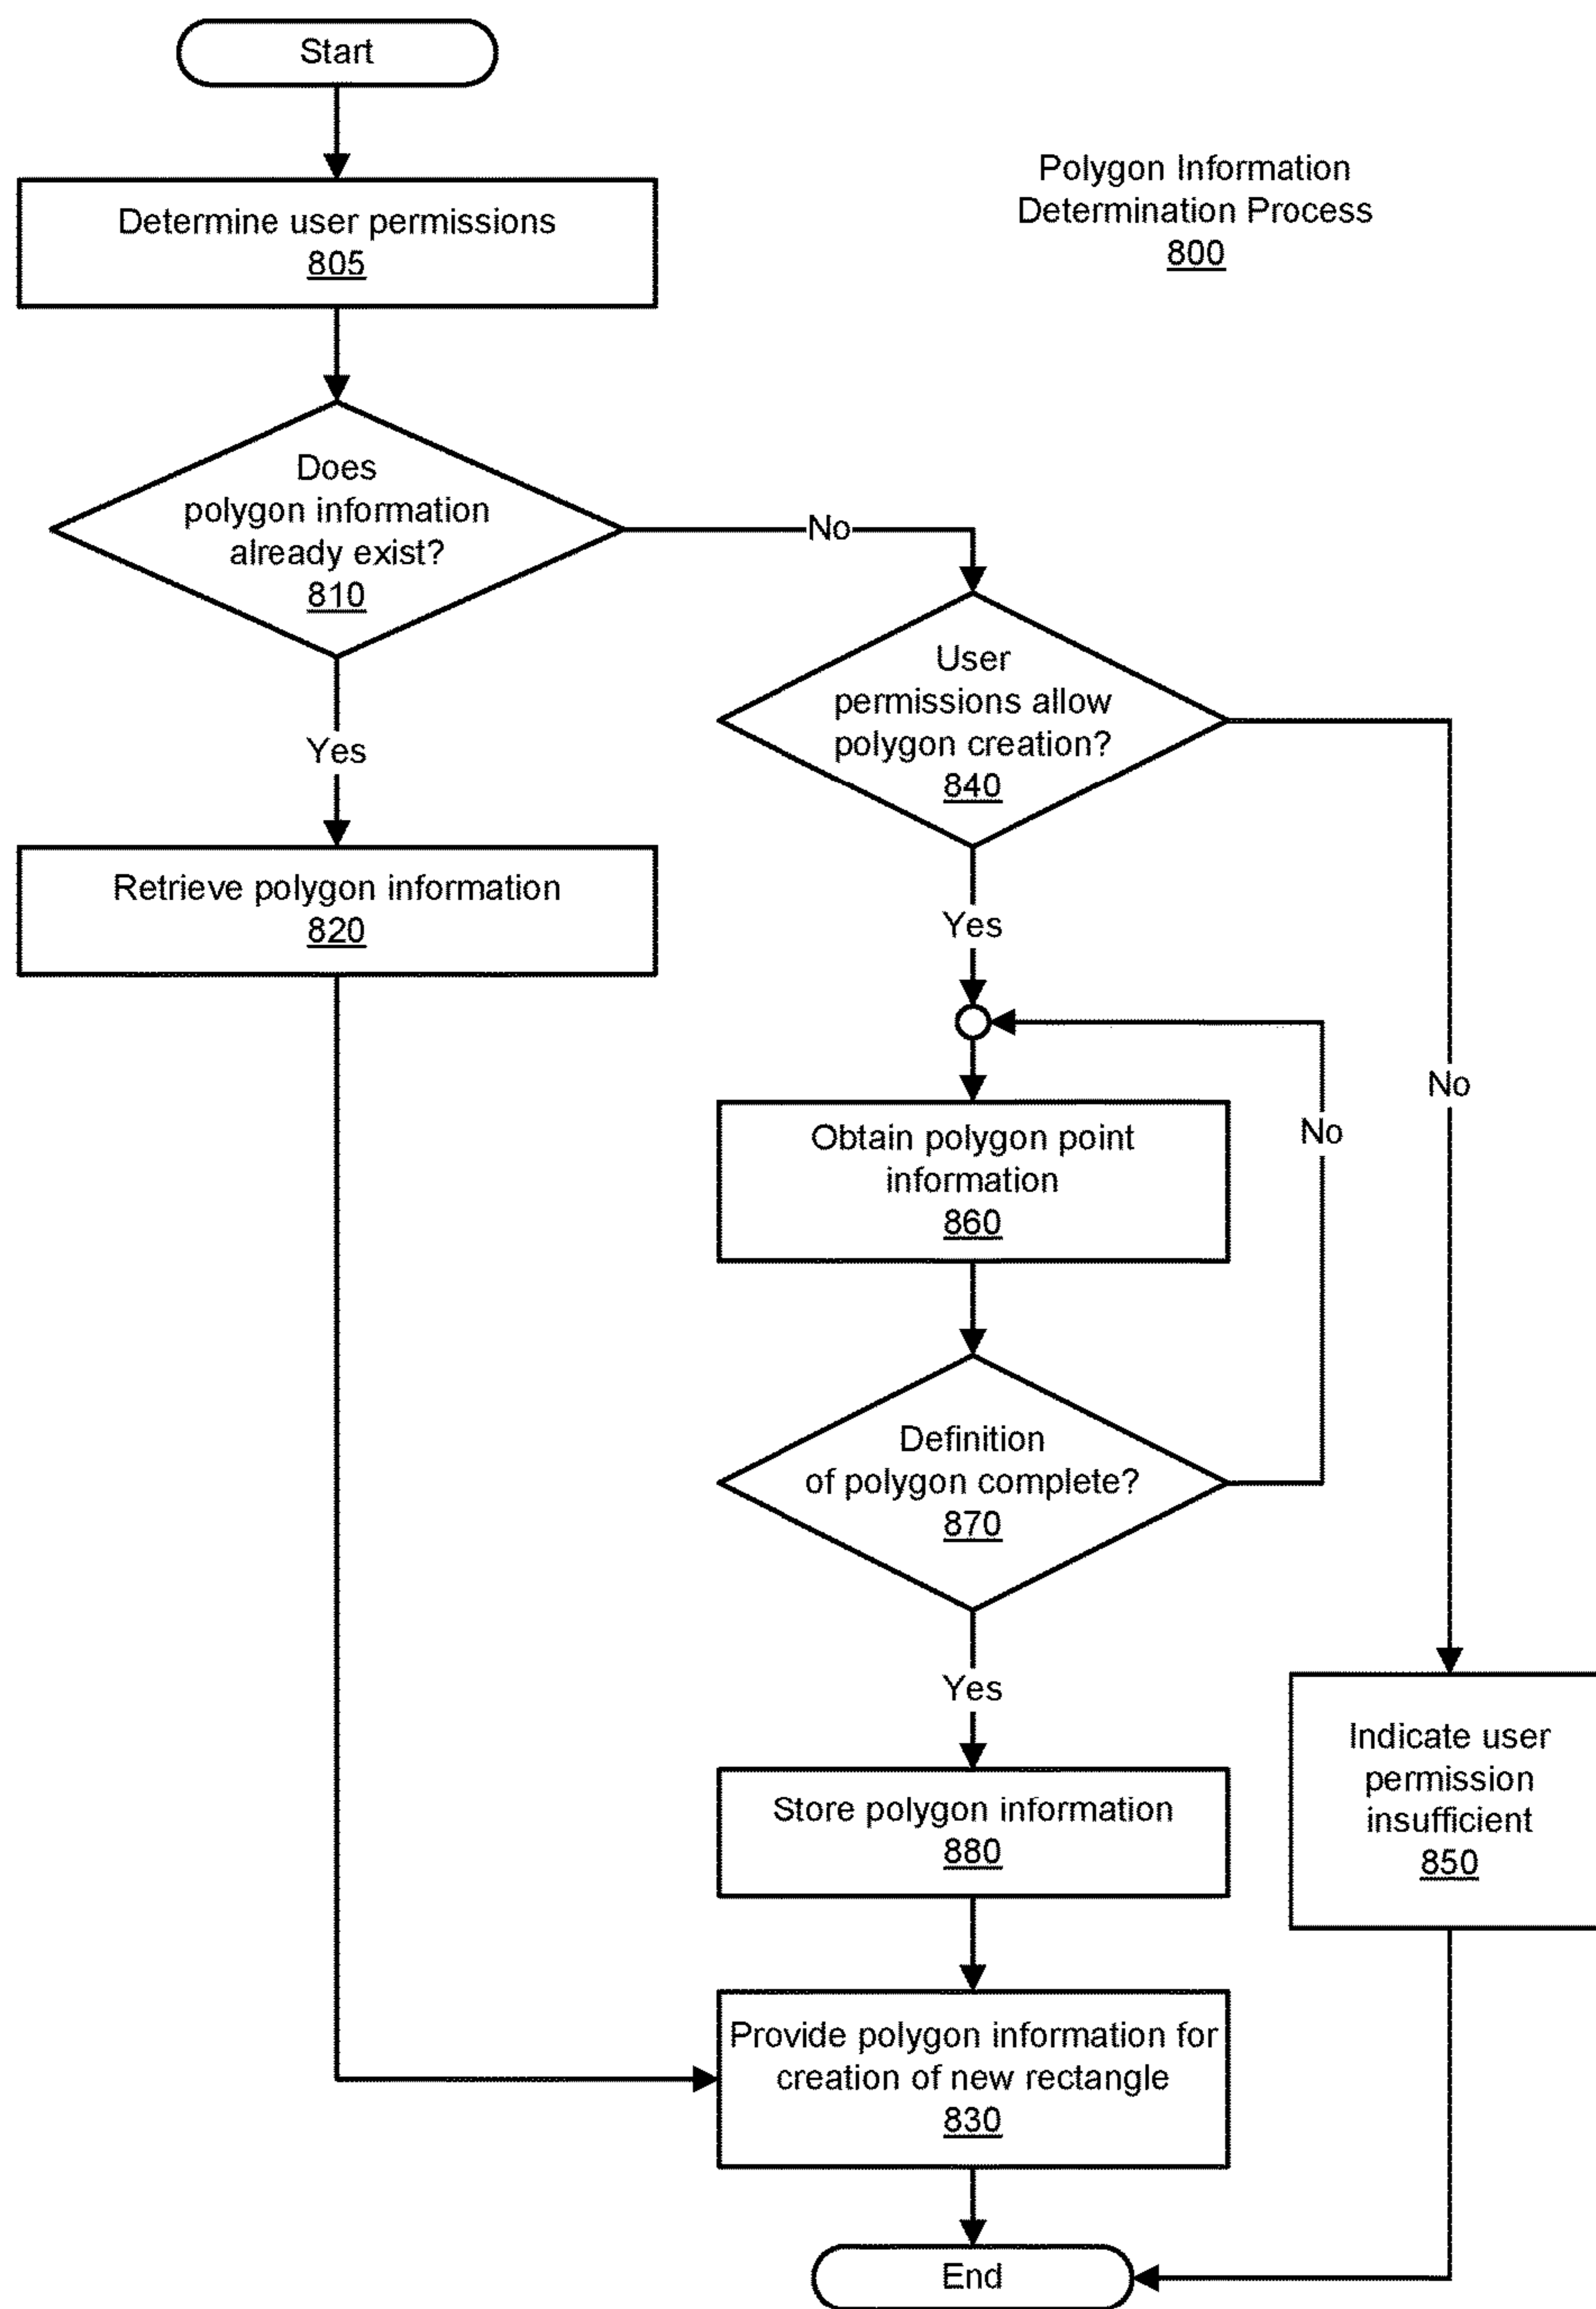 Start
Polygon Information
Determination Process
800
Determine user permissions
805
Does
polygon information
already exist?
810
No
User
permissions allow
polygon creation?
840
Yes
Retrieve polygon information
820
Yes
No
No
Obtain polygon point
information
860
Definition
of polygon complete?
870
Yes
Indicate user
permission
insufficient
850
Store polygon information
880
Provide polygon information for
creation of new rectangle
830
End